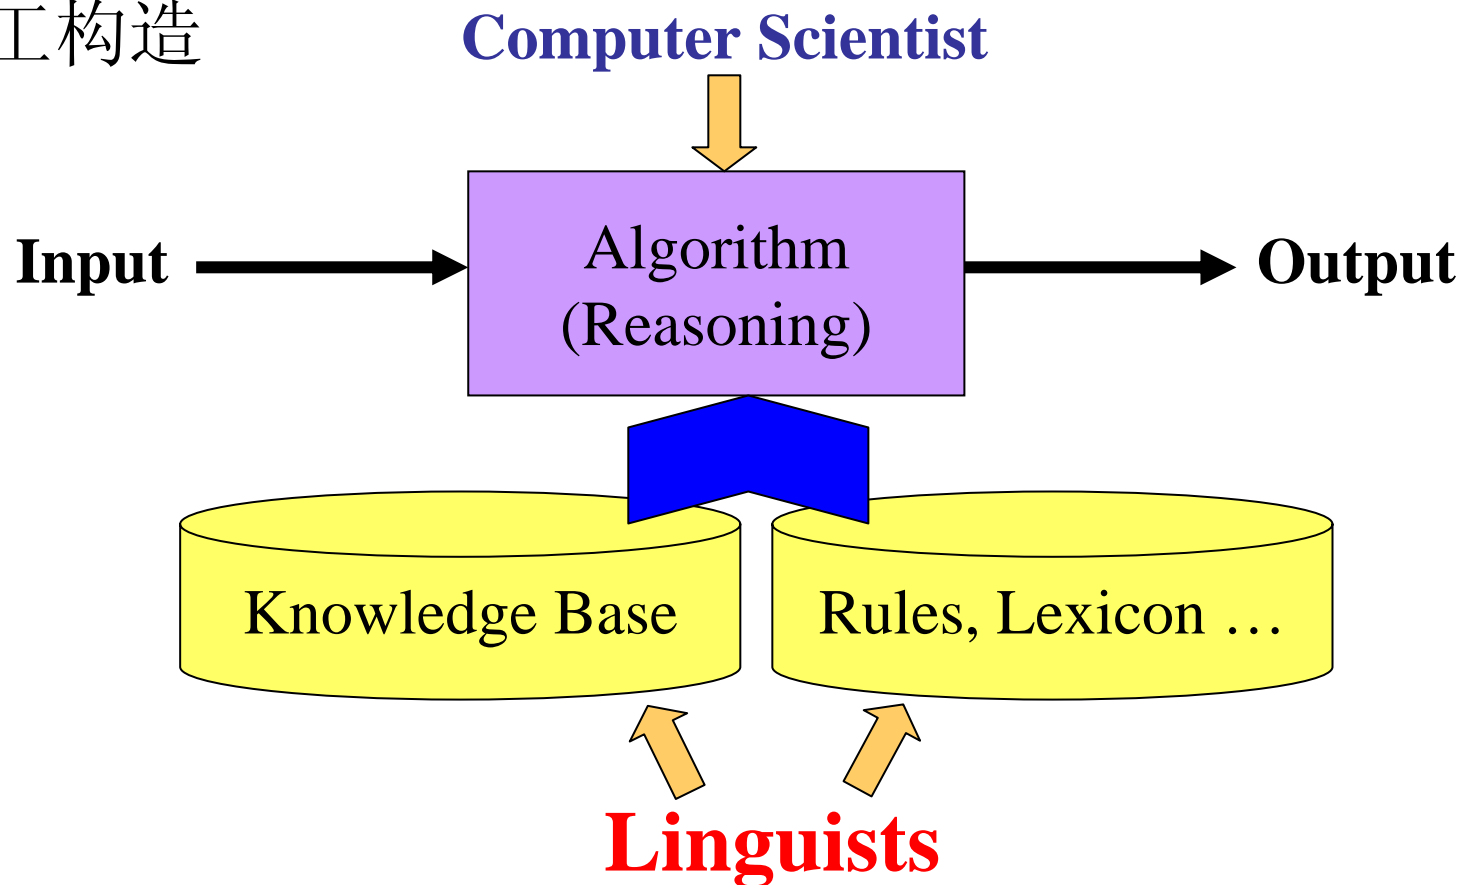 工构造
Computer Scientist
Input
Algorithm
(Reasoning)
Output
Knowledge Base
Rules, Lexicon …
Linguists